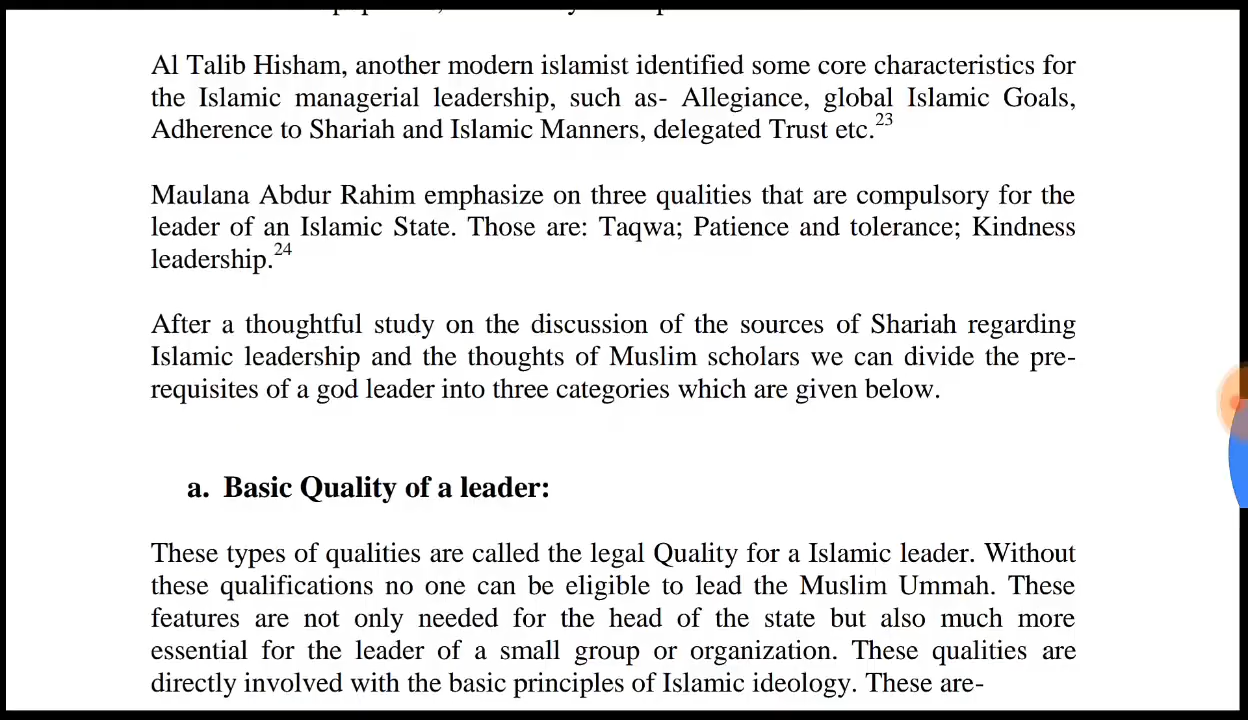 Al Talib Hisham, another modern islamist identified some core characteristics for
the Islamic managerial leadership, such as- Allegiance, global Islamic Goals,
Adherence to Shariah and Islamic Manners, delegated Trust etc.23
Maulana Abdur Rahim emphasize on three qualities that are compulsory for the
leader of an Islamic State. Those are: Taqwa; Patience and tolerance; Kindness
leadership.24
After a thoughtful study on the discussion of the sources of Shariah regarding
Islamic leadership and the thoughts of Muslim scholars we can divide the pre-
requisites of a god leader into three categories which are given below.
a. Basic Quality of a leader:
These types of qualities are called the legal Quality for a Islamic leader. Without
these qualifications no one can be eligible to lead the Muslim Ummah. These
features are not only needed for the head of the state but also much more
essential for the leader of a small group or organization. These qualities are
directly involved with the basic principles of Islamic ideology. These are-